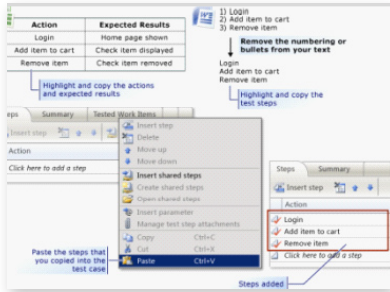 Action Expected Results
Login Home page shown
Add item to cart Check item displayed
Remove item Check item removed
Highlight and copy the actions
and expected results
1) Login
2) Add item to cart
3) Remove item
Remove the numbering or
bullets from your text
Login
Add item to cart
Remove item
Highlight and copy the
test steps
eps Summary Tested Work Items
Insert step
Action
Click here to add a step
Insert step
Delete
Move up
Move down
Insert shared steps
Create shared steps
Open shared steps
Insert parameter
Manage test step attachments
Copy Ctrl+C
Cut Ctrl+X
Paste Ctrl+V
Paste the steps that
you copied into the
test case
Steps Summary
Insert step
Action
Login
Add item to cart
Remove item
Click here to add a step
Steps added